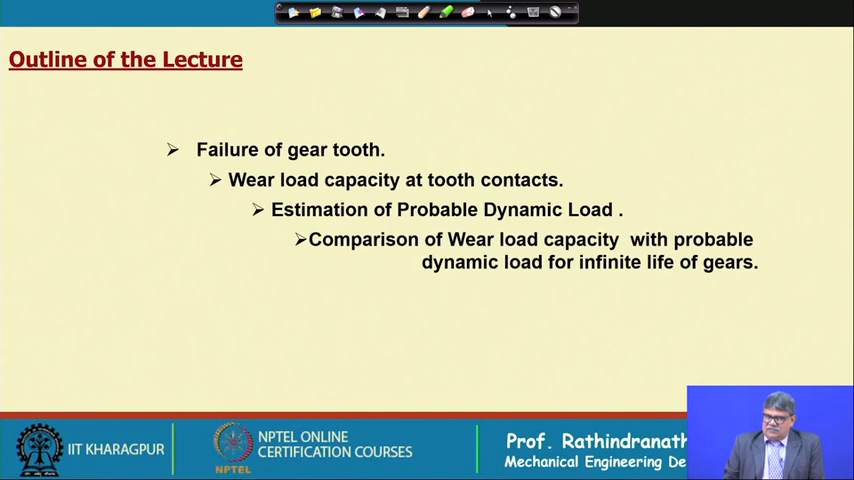 Outline of the Lecture
➢ Failure of gear tooth.
➢ Wear load capacity at tooth contacts.
➢ Estimation of Probable Dynamic Load .
➢Comparison of Wear load capacity with probable
dynamic load for infinite life of gears.
IIT KHARAGPUR
NPTEL
NPTEL ONLINE
CERTIFICATION COURSES
Prof. Rathindranath
Mechanical Engineering De